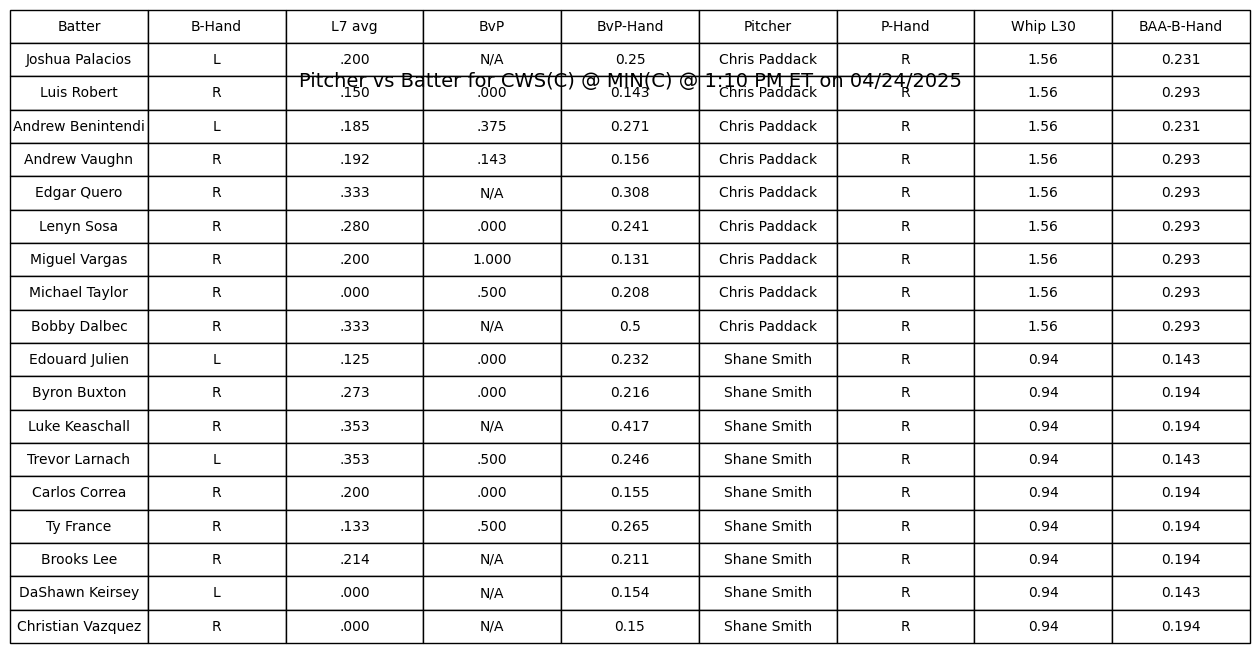 Batter B-Hand L7 avg BvP BvP-Hand Pitcher P-Hand Whip L30 BAA-B-Hand
Joshua Palacios L .200 N/A 0.25 Chris Paddack R 1.56 0.231
Pitcher vs Batter for CWS(C) @ MIN(C) @ 1:10 PM ET on 04/24/2025
Luis Robert R .150 .000 0.143 Chris Paddack R 1.56 0.293
Andrew Benintendi L .185 .375 0.271 Chris Paddack R 1.56 0.231
Andrew Vaughn R .192 .143 0.156 Chris Paddack R 1.56 0.293
Edgar Quero R .333 N/A 0.308 Chris Paddack R 1.56 0.293
Lenyn Sosa R .280 .000 0.241 Chris Paddack R 1.56 0.293
Miguel Vargas R .200 1.000 0.131 Chris Paddack R 1.56 0.293
Michael Taylor R .000 .500 0.208 Chris Paddack R 1.56 0.293
Bobby Dalbec R .333 N/A 0.5 Chris Paddack R 1.56 0.293
Edouard Julien L .125 .000 0.232 Shane Smith R 0.94 0.143
Byron Buxton R .273 .000 0.216 Shane Smith R 0.94 0.194
Luke Keaschall R .353 N/A 0.417 Shane Smith R 0.94 0.194
Trevor Larnach L .353 .500 0.246 Shane Smith R 0.94 0.143
Carlos Correa R .200 .000 0.155 Shane Smith R 0.94 0.194
Ty France R .133 .500 0.265 Shane Smith R 0.94 0.194
Brooks Lee R .214 N/A 0.211 Shane Smith R 0.94 0.194
DaShawn Keirsey L .000 N/A 0.154 Shane Smith R 0.94 0.143
Christian Vazquez R .000 N/A 0.15 Shane Smith R 0.94 0.194